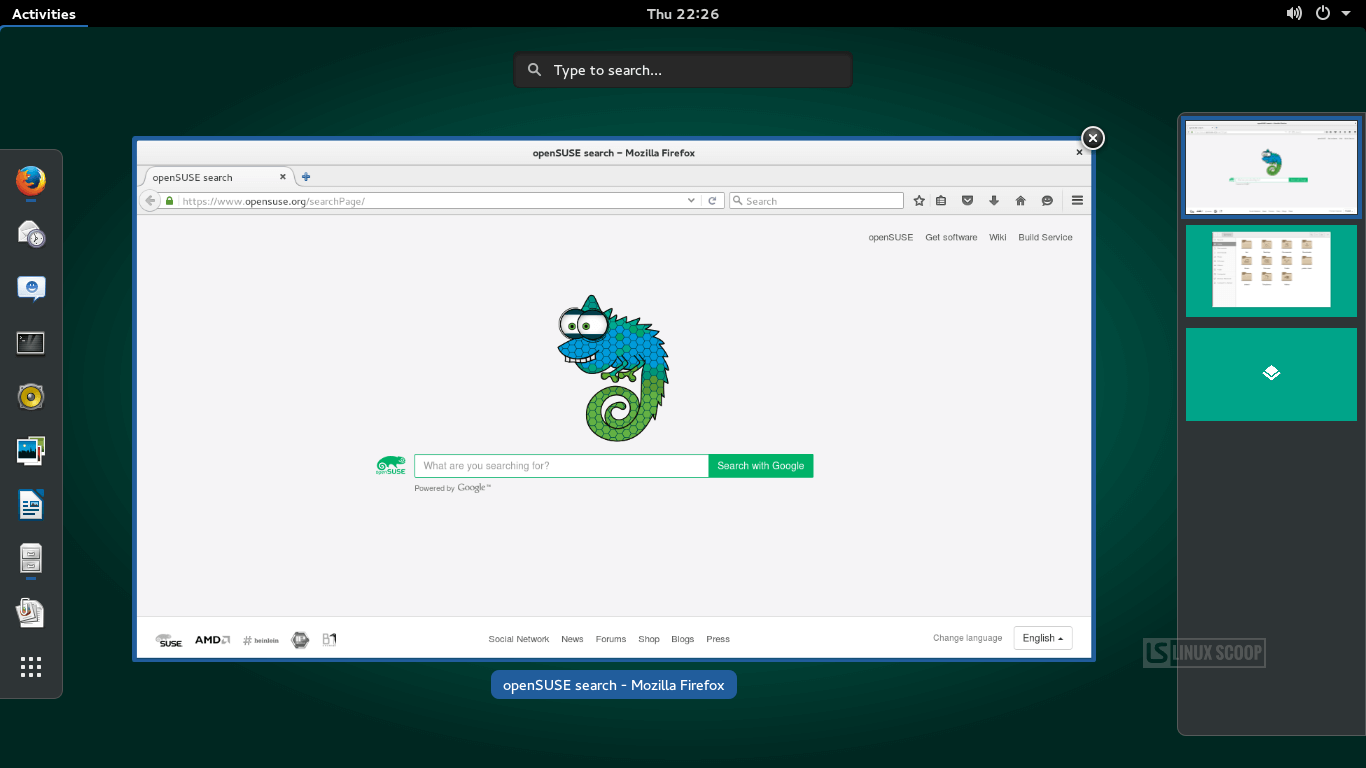 Activities
Thu 22:26
Type to search...
openSUSE search – Mozilla Firefox
openSUSE search
https://www.opensuse.org/searchPage/
Search
openSUSE Get software Wiki Build Service
openSUSE
What are you searching for?
Search with Google
Powered by Google™
SUSE AMD # heinlein B1
Social Network News Forums Shop Blogs Press
Change language
English
openSUSE search - Mozilla Firefox
LS LINUX SCOOP